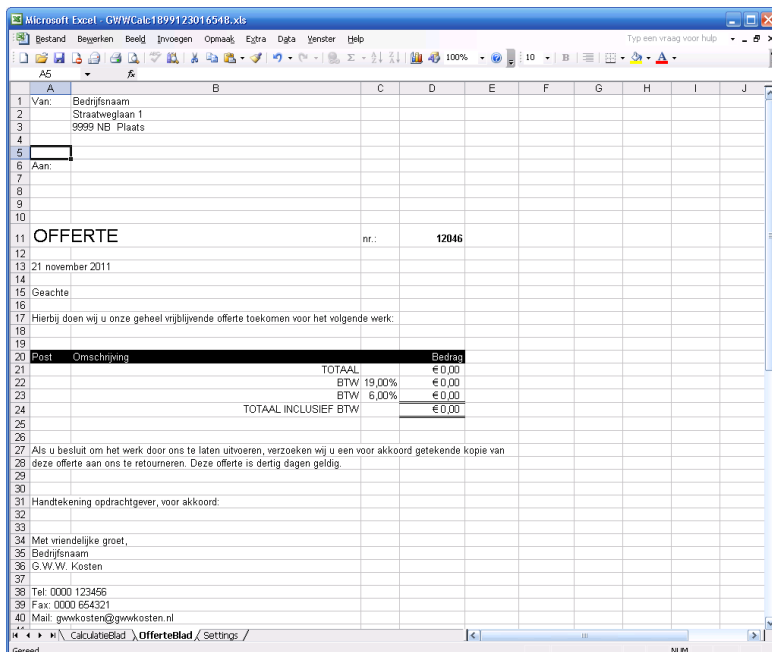 Microsoft Excel - GWWCalc1899123016548.xls
Bestand Bewerken Beeld Invoegen Opmaak Extra Data Venster Help Typ een vraag voor hulp
100% 10 B A
A5 fx
A B C D E F G H I J
1 Van: Bedrijfsnaam
2 Straatweglaan 1
3 9999 NB Plaats
4
5
6 Aan:
7
8
9
10
11 OFFERTE nr.: 12046
12
13 21 november 2011
14
15 Geachte
16
17 Hierbij doen wij u onze geheel vrijblijvende offerte toekomen voor het volgende werk:
18
19
20 Post Omschrijving Bedrag
21 TOTAAL € 0,00
22 BTW 19,00% € 0,00
23 BTW 6,00% € 0,00
24 TOTAAL INCLUSIEF BTW € 0,00
25
26
27 Als u besluit om het werk door ons te laten uitvoeren, verzoeken wij u een voor akkoord getekende kopie van
28 deze offerte aan ons te retourneren. Deze offerte is dertig dagen geldig.
29
30
31 Handtekening opdrachtgever, voor akkoord:
32
33
34 Met vriendelijke groet,
35 Bedrijfsnaam
36 G.W.W. Kosten
37
38 Tel: 0000 123456
39 Fax: 0000 654321
40 Mail: gwwkosten@gwwkosten.nl
CalculatieBlad OfferteBlad Settings
Gereed NUM